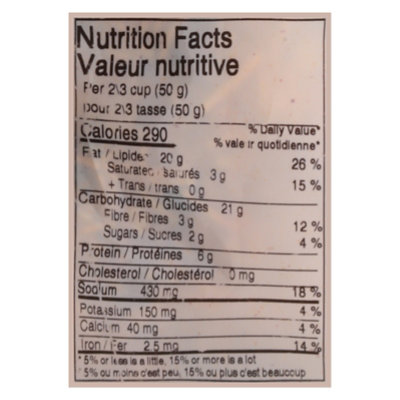 Nutrition Facts
Valeur nutritive
Per 2/3 cup (50 g)
pour 2/3 tasse (50 g)
Calories 290 % Daily Value*
% valeur quotidienne*
Fat / Lipides 20 g 26 %
Saturated / saturés 3 g
+ Trans / trans 0 g 15 %
Carbohydrate / Glucides 21 g
Fibre / Fibres 3 g 12 %
Sugars / Sucres 2 g 4 %
Protein / Protéines 6 g
Cholesterol / Cholestérol 0 mg
Sodium 430 mg 18 %
Potassium 150 mg 4 %
Calcium 40 mg 4 %
Iron / Fer 2.5 mg 14 %
* 5% or less is a little, 15% or more is a lot
* 5% ou moins c'est peu, 15% ou plus c'est beaucoup